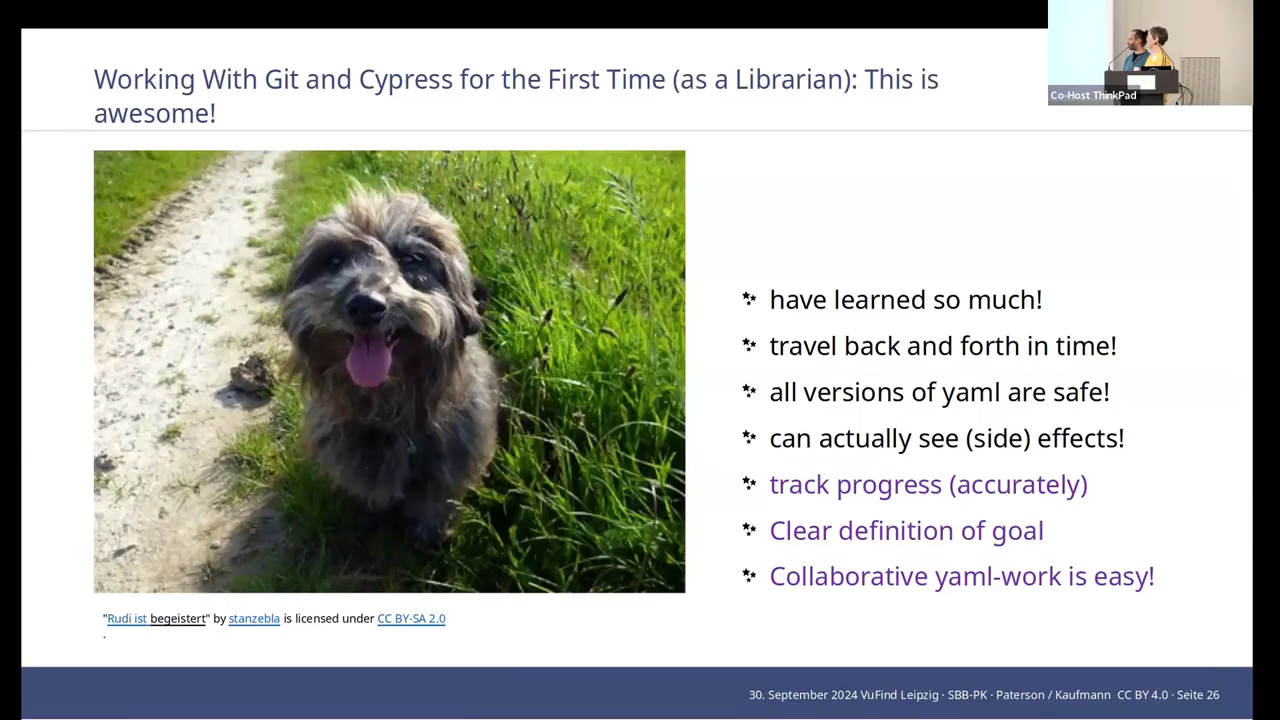 Working With Git and Cypress for the First Time (as a Librarian): This is
awesome!
Co-Host ThinkPad
have learned so much!
travel back and forth in time!
all versions of yaml are safe!
can actually see (side) effects!
track progress (accurately)
Clear definition of goal
Collaborative yaml-work is easy!
"Rudi ist begeistert" by stanzebla is licensed under CC BY-SA 2.0
.
30. September 2024 VuFind Leipzig · SBB-PK · Paterson / Kaufmann CC BY 4.0 · Seite 26